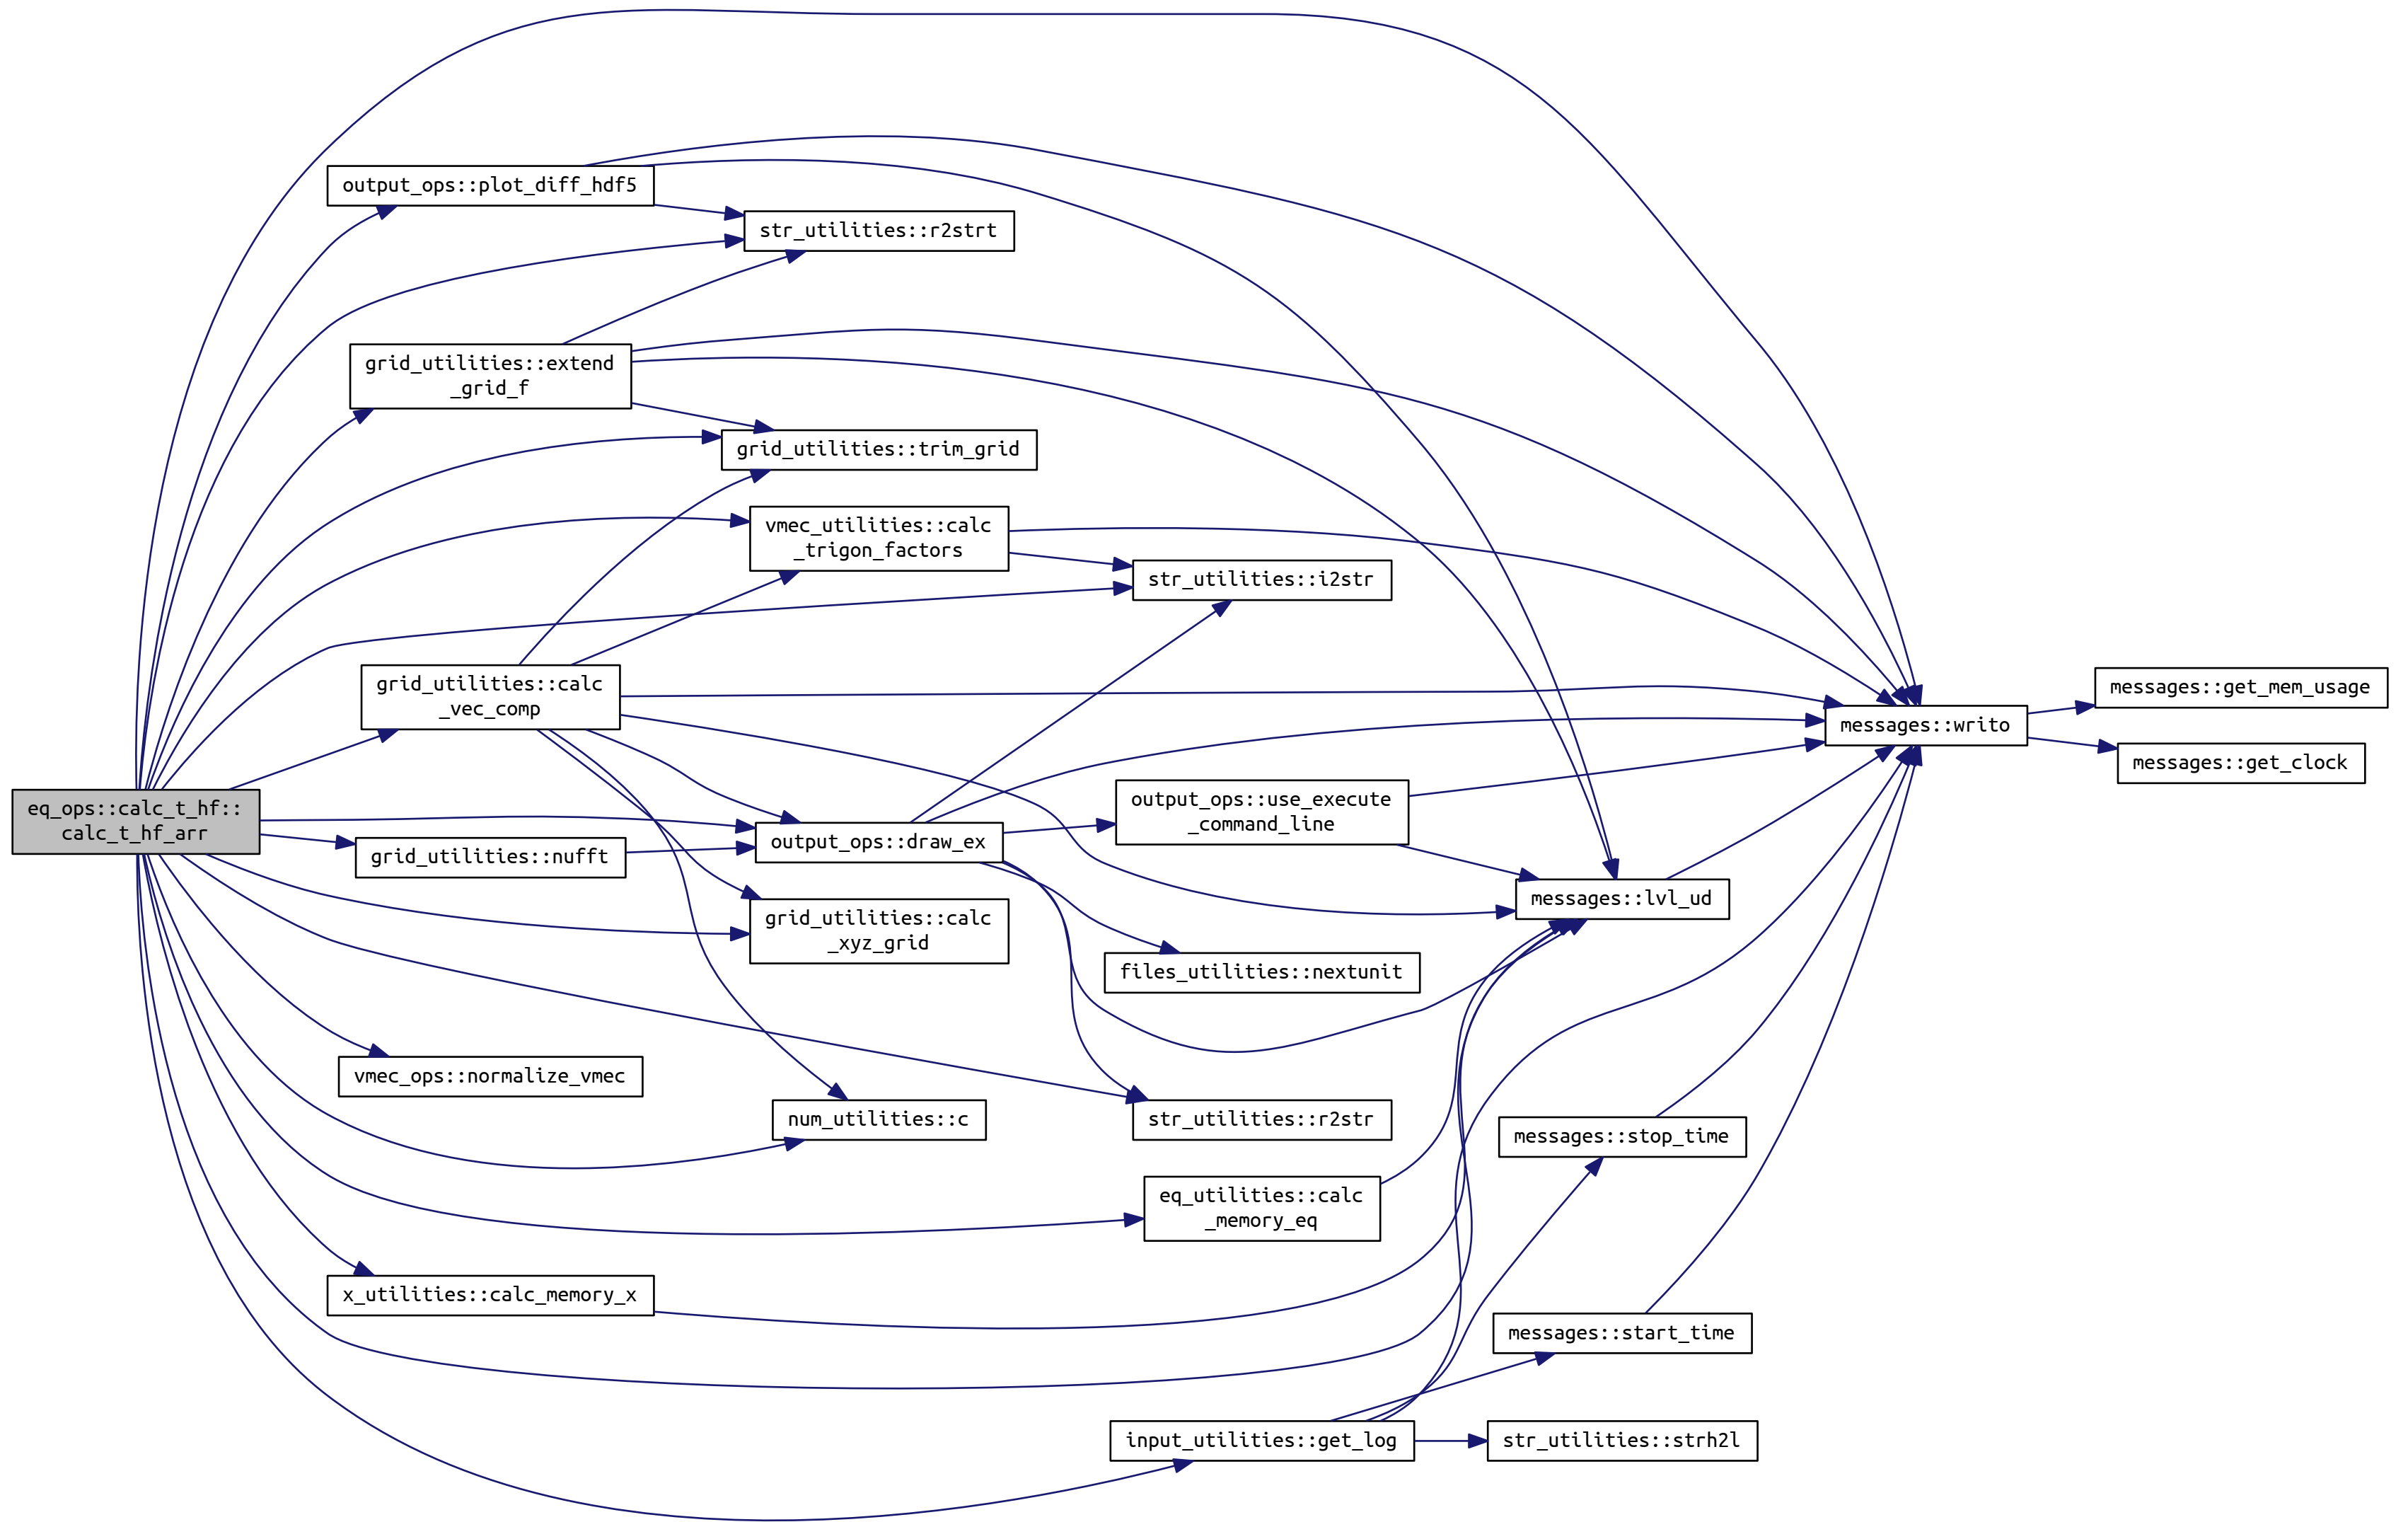 output_ops::plot_diff_hdf5
str_utilities::r2strt
grid_utilities::extend
_grid_f
grid_utilities::trim_grid
vmec_utilities::calc
_trigon_factors
str_utilities::i2str
grid_utilities::calc
_vec_comp
messages::get_mem_usage
messages::writo
messages::get_clock
eq_ops::calc_t_hf::
calc_t_hf_arr
output_ops::use_execute
_command_line
output_ops::draw_ex
grid_utilities::nufft
messages::lvl_ud
grid_utilities::calc
_xyz_grid
files_utilities::nextunit
vmec_ops::normalize_vmec
num_utilities::c
str_utilities::r2str
messages::stop_time
eq_utilities::calc
_memory_eq
x_utilities::calc_memory_x
messages::start_time
input_utilities::get_log
str_utilities::strh2l